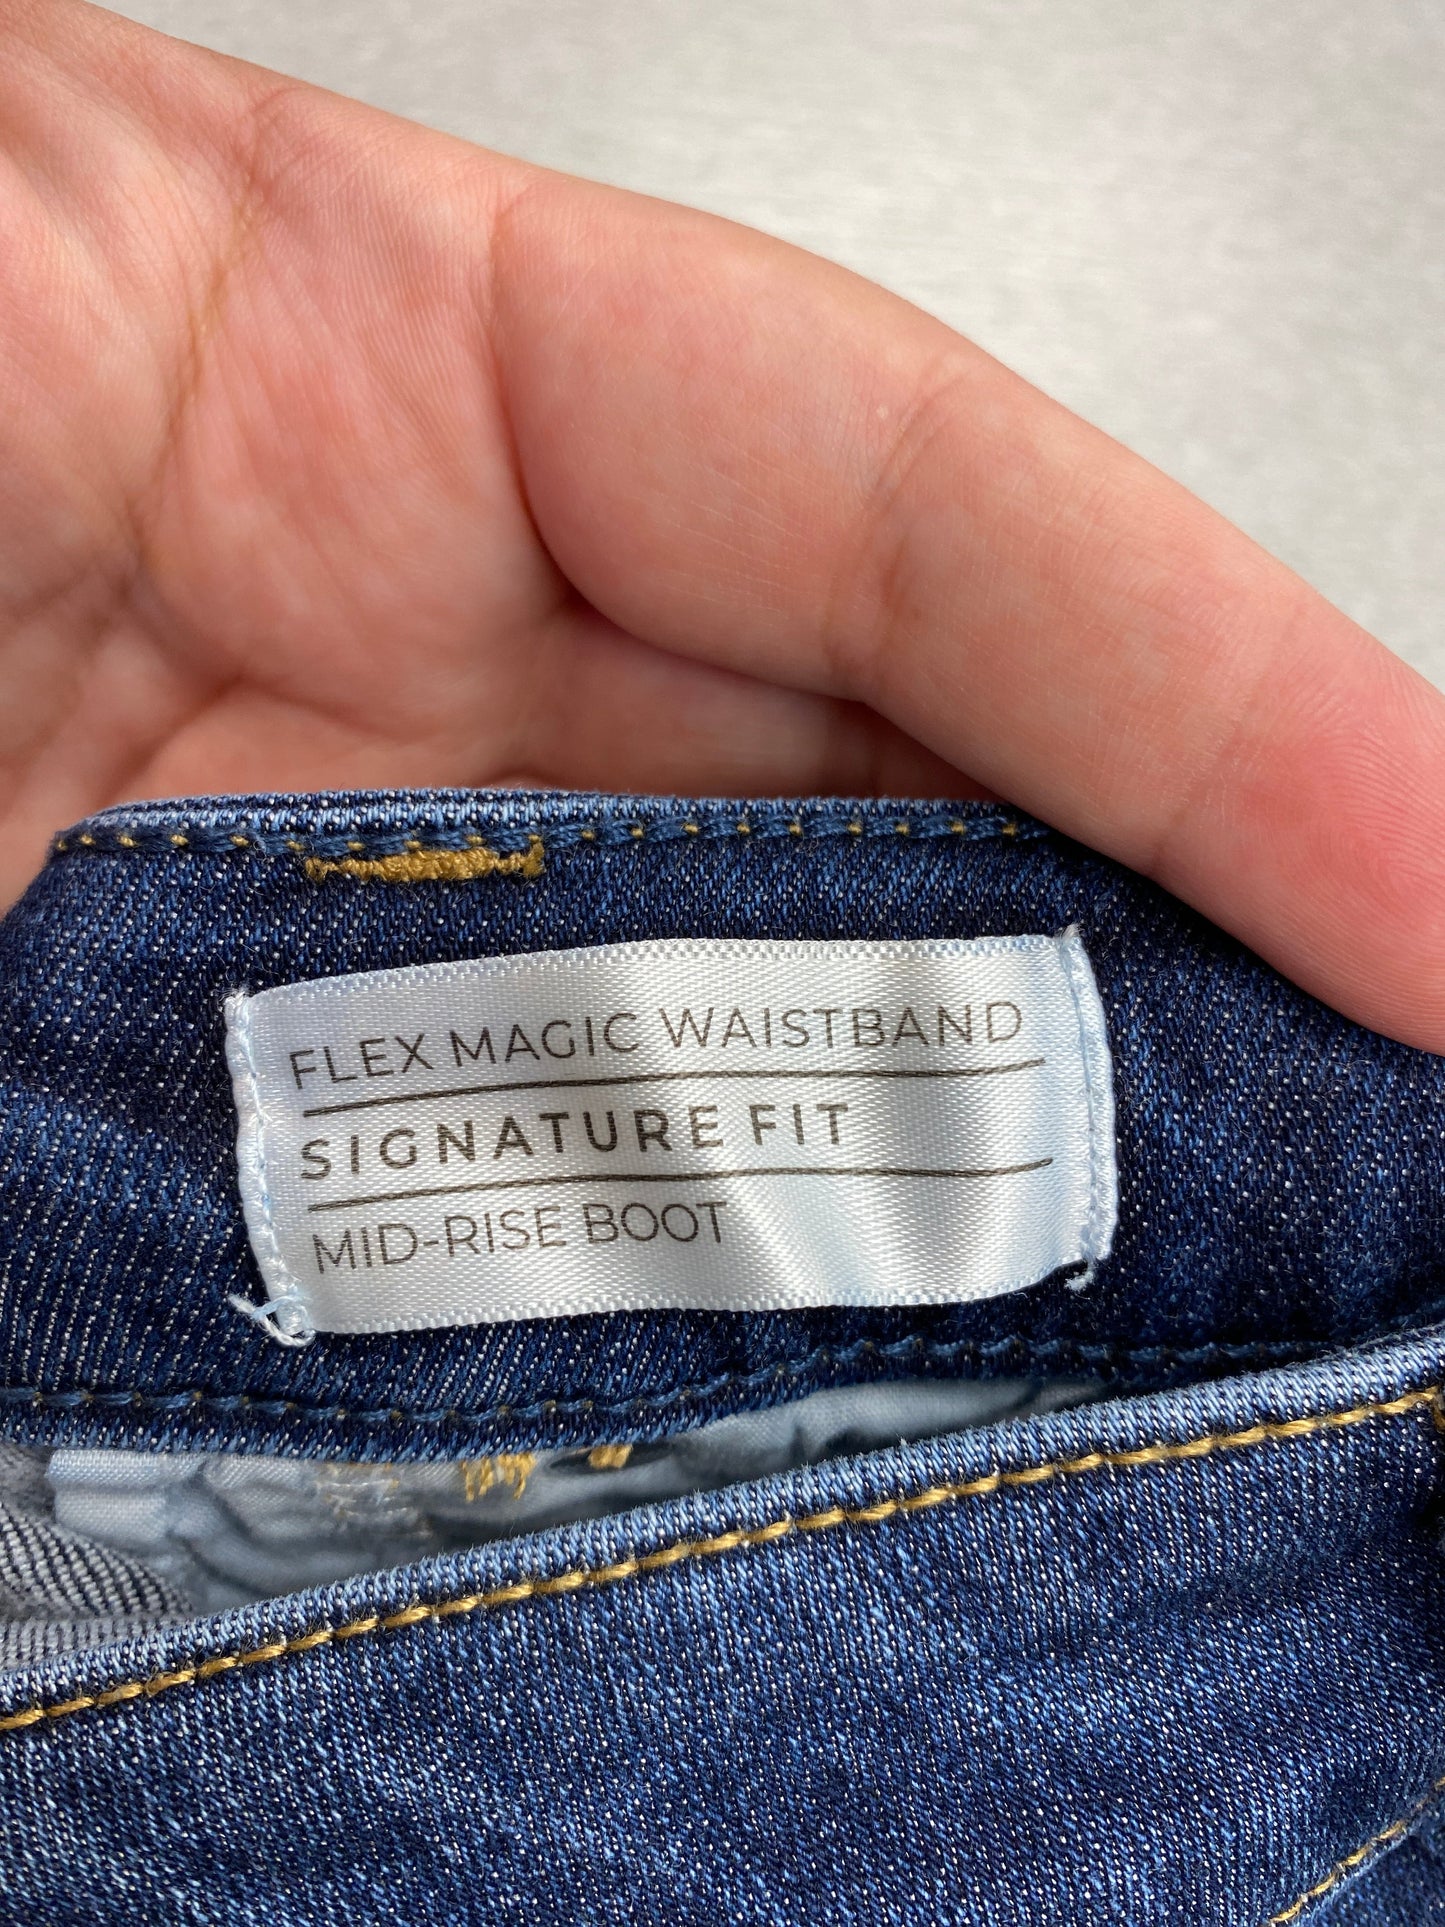 FLEX MAGIC WAISTBAND
SIGNATURE FIT
MID-RISE BOOT